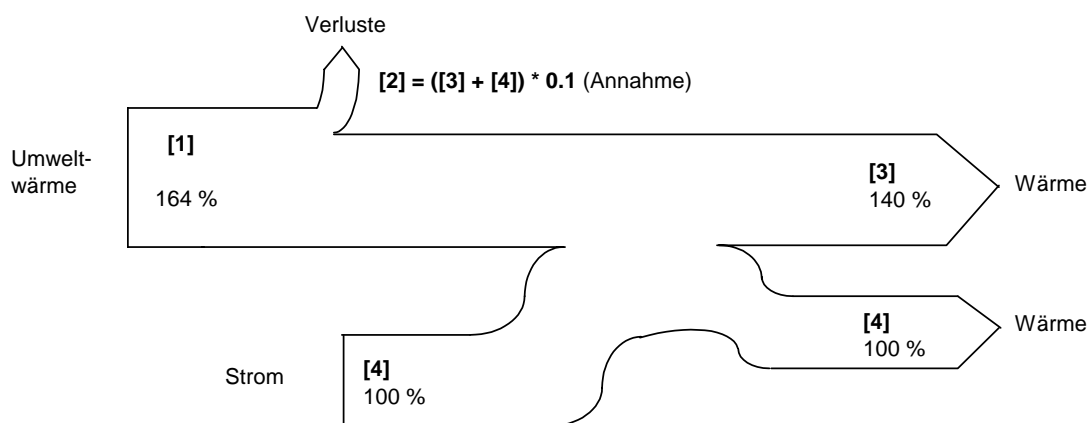 Verluste
[2] = ([3] + [4]) * 0.1 (Annahme)
Umwelt-
wärme
[1]
164 %
[3]
140 %
Wärme
[4]
100 %
Wärme
Strom
[4]
100 %